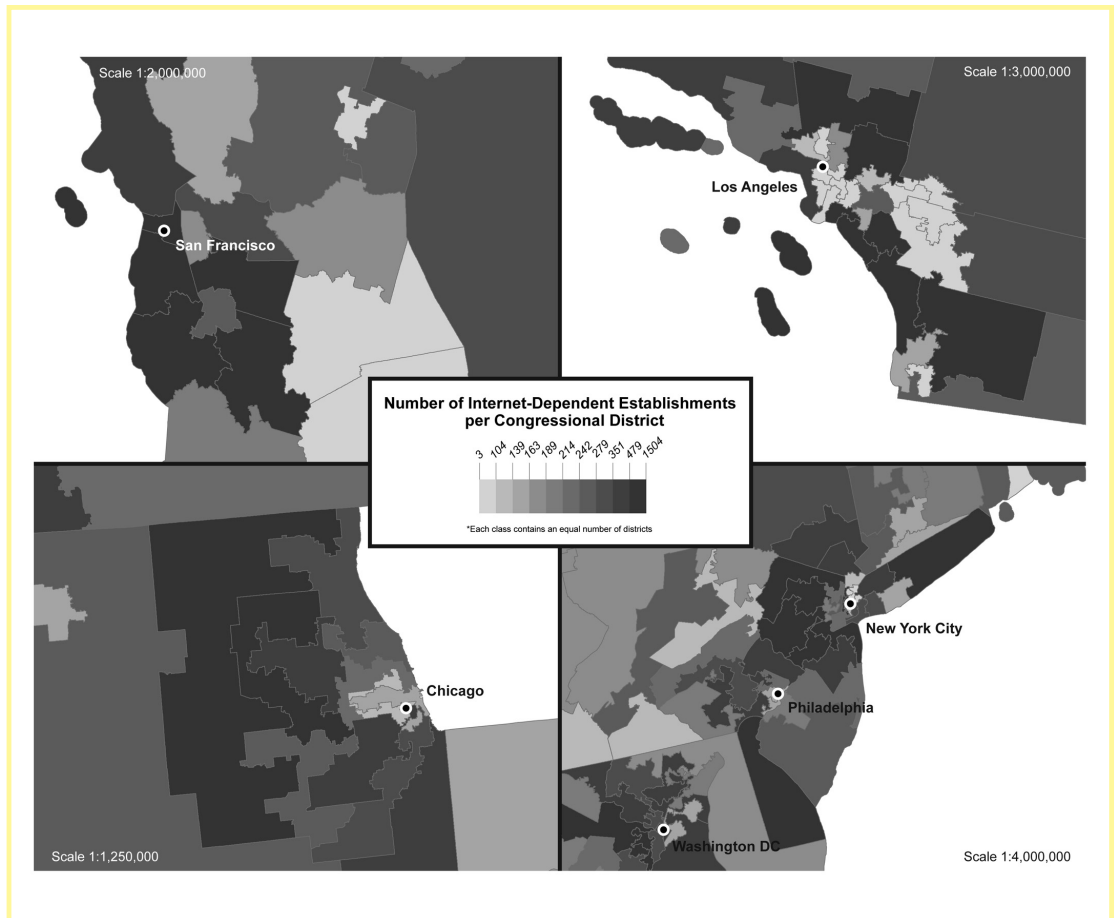 Scale 1:2,000,000
San Francisco
Scale 1:3,000,000
Los Angeles
Number of Internet-Dependent Establishments
per Congressional District
3 104 139 163 189 214 242 279 351 479 1504
*Each class contains an equal number of districts
Chicago
Scale 1:1,250,000
New York City
Philadelphia
Washington DC
Scale 1:4,000,000